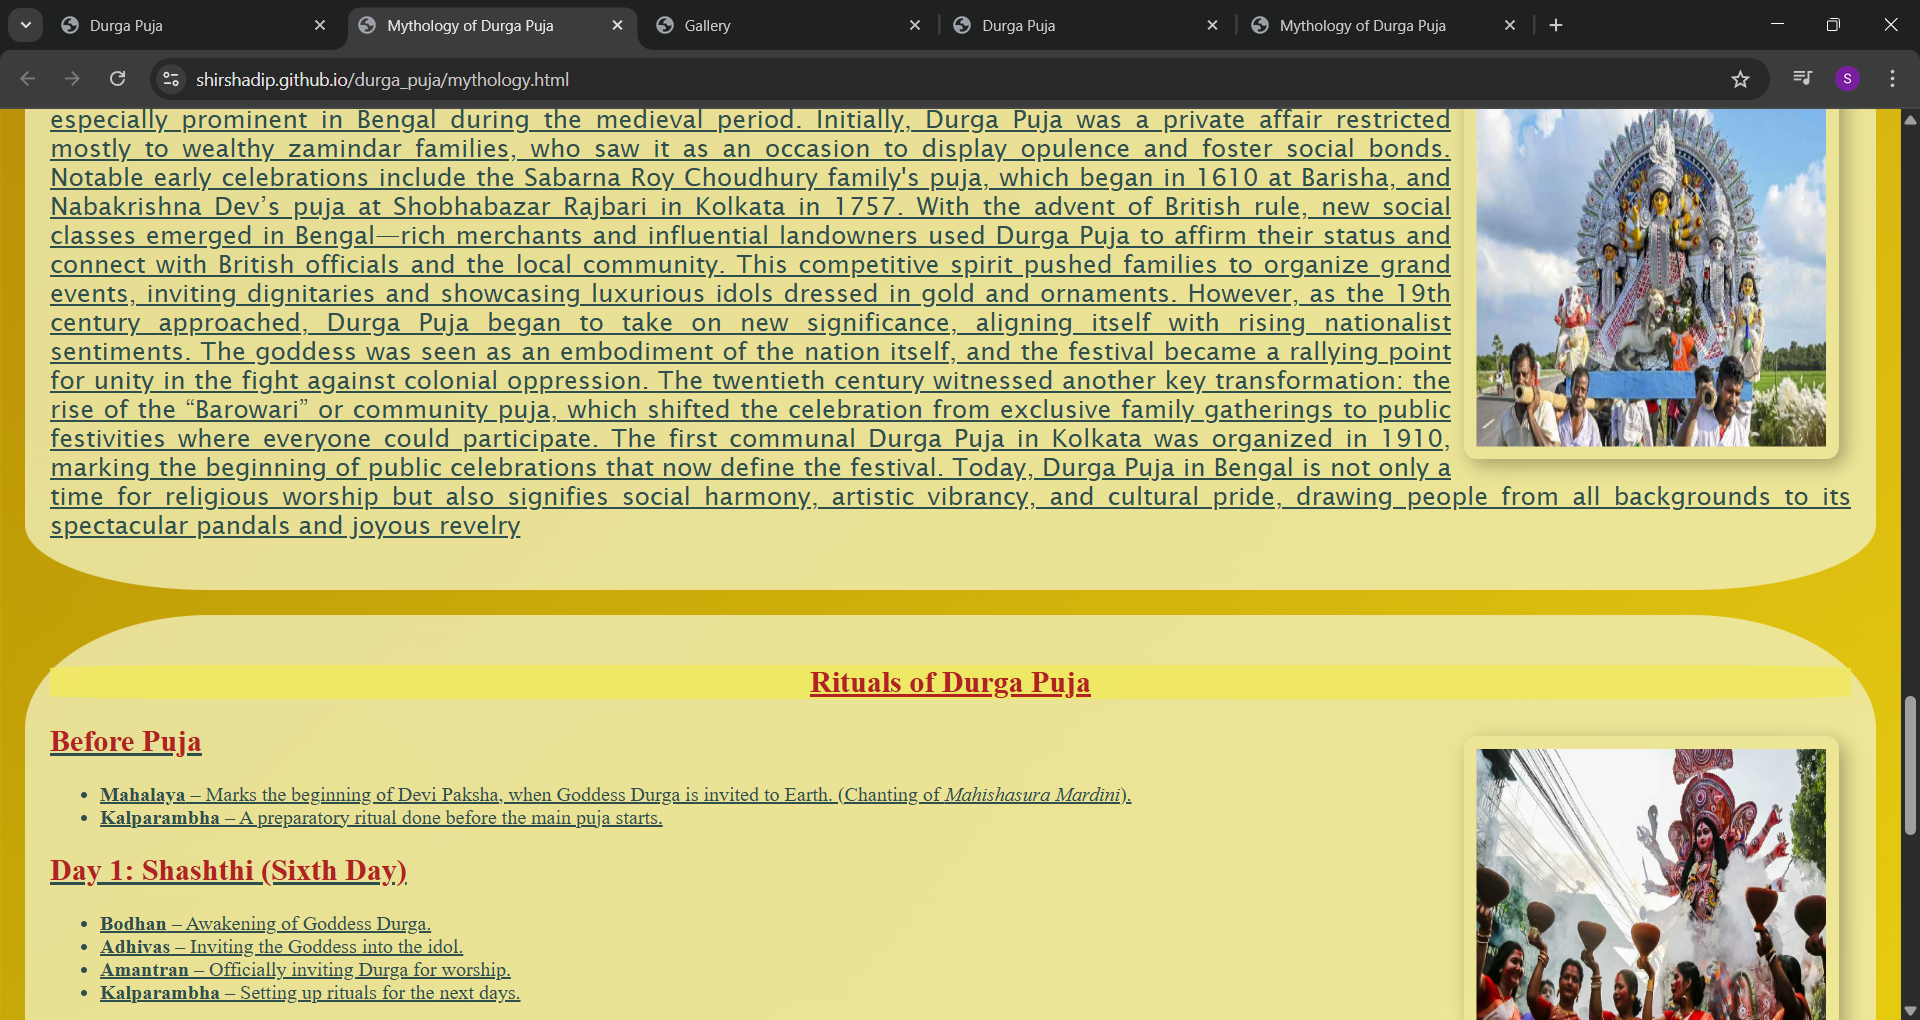 Durga Puja
Mythology of Durga Puja
Gallery
Durga Puja
Mythology of Durga Puja
shirshadip.github.io/durga_puja/mythology.html
S
especially prominent in Bengal during the medieval period. Initially, Durga Puja was a private affair restricted
mostly to wealthy zamindar families, who saw it as an occasion to display opulence and foster social bonds.
Notable early celebrations include the Sabarna Roy Choudhury family's puja, which began in 1610 at Barisha, and
Nabakrishna Dev’s puja at Shobhabazar Rajbari in Kolkata in 1757. With the advent of British rule, new social
classes emerged in Bengal—rich merchants and influential landowners used Durga Puja to affirm their status and
connect with British officials and the local community. This competitive spirit pushed families to organize grand
events, inviting dignitaries and showcasing luxurious idols dressed in gold and ornaments. However, as the 19th
century approached, Durga Puja began to take on new significance, aligning itself with rising nationalist
sentiments. The goddess was seen as an embodiment of the nation itself, and the festival became a rallying point
for unity in the fight against colonial oppression. The twentieth century witnessed another key transformation: the
rise of the “Barowari” or community puja, which shifted the celebration from exclusive family gatherings to public
festivities where everyone could participate. The first communal Durga Puja in Kolkata was organized in 1910,
marking the beginning of public celebrations that now define the festival. Today, Durga Puja in Bengal is not only a
time for religious worship but also signifies social harmony, artistic vibrancy, and cultural pride, drawing people from all backgrounds to its
spectacular pandals and joyous revelry
Rituals of Durga Puja
Before Puja
• Mahalaya – Marks the beginning of Devi Paksha, when Goddess Durga is invited to Earth. (Chanting of Mahishasura Mardini).
• Kalparambha – A preparatory ritual done before the main puja starts.
Day 1: Shashthi (Sixth Day)
• Bodhan – Awakening of Goddess Durga.
• Adhivas – Inviting the Goddess into the idol.
• Amantran – Officially inviting Durga for worship.
• Kalparambha – Setting up rituals for the next days.